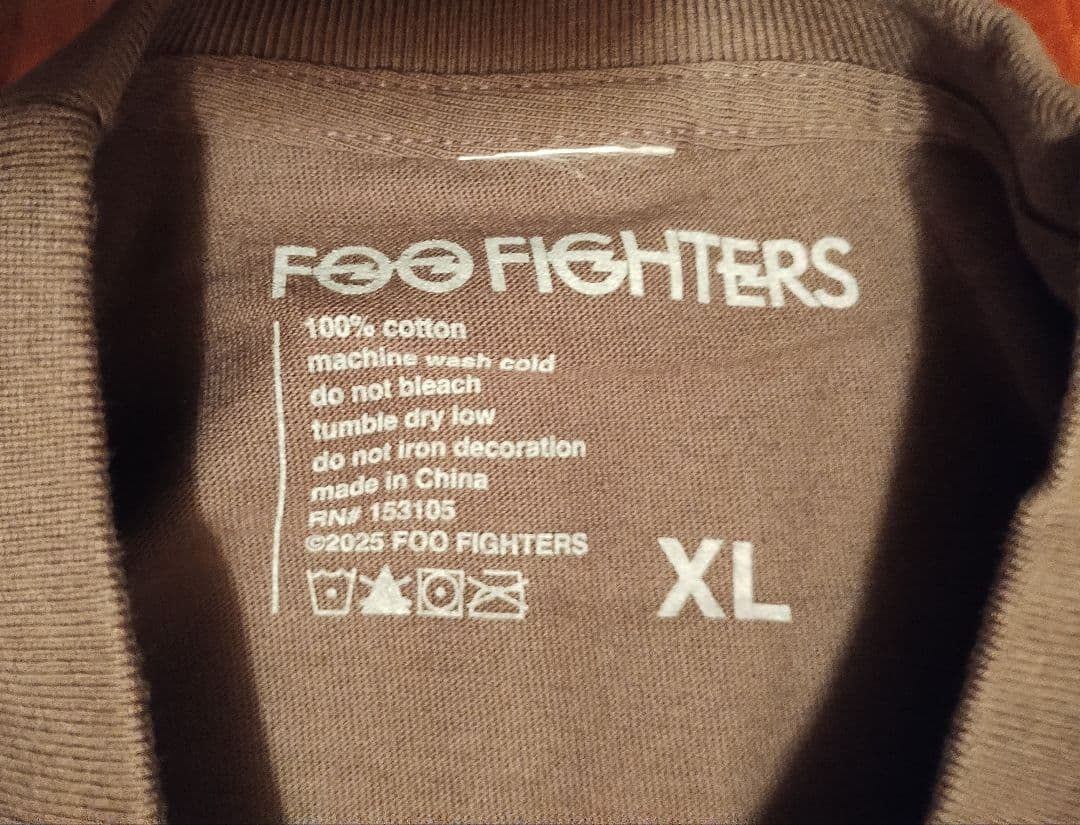 FOO FIGHTERS
100% cotton
machine wash cold
do not bleach
tumble dry low
do not iron decoration
made in China
RN# 153105
©2025 FOO FIGHTERS
XL